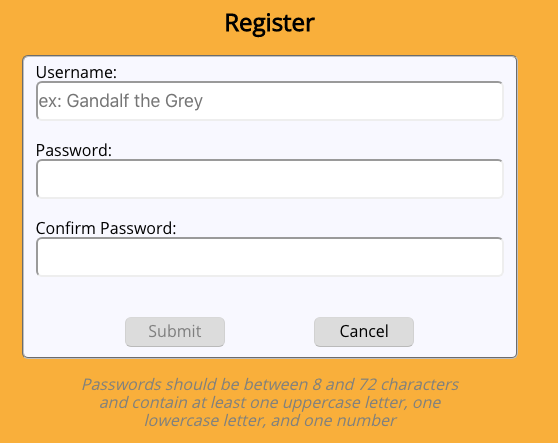 Register
Username:
ex: Gandalf the Grey
Password:
Confirm Password:
Submit
Cancel
Passwords should be between 8 and 72 characters
and contain at least one uppercase letter, one
lowercase letter, and one number